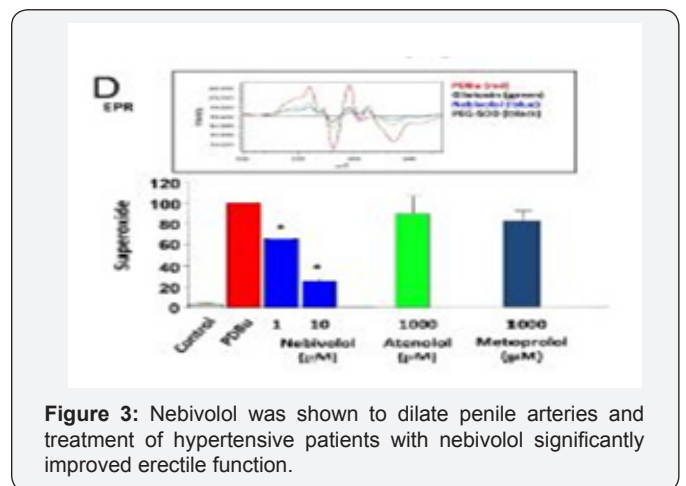 D
EPR
PDBu (red)
Gliotoxin (green)
Nebivolol (blue)
PEG-SOD (black)
Superoxide
120
100
80
60
40
20
0
*
*
Control
PDBu
1
10
1000
1000
Nebivolol
Atenolol
Metoprolol
(µM)
(µM)
(µM)
Figure 3: Nebivolol was shown to dilate penile arteries and
treatment of hypertensive patients with nebivolol significantly
improved erectile function.